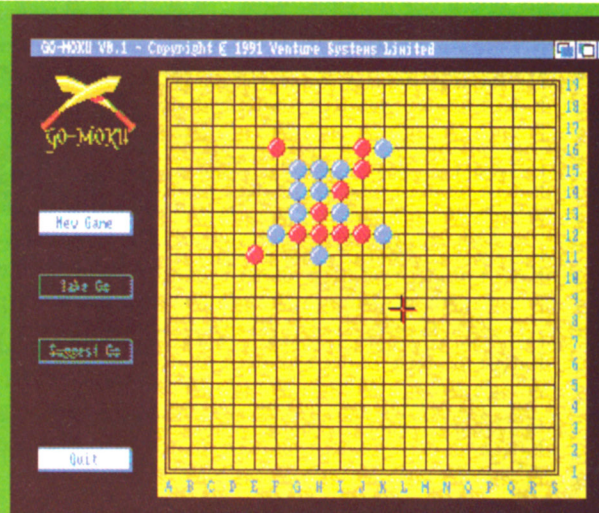 GO-MOKU V0.1 - Copyright © 1991 Venture Systems Limited
GO-MOKU
New Game
Take Go
Suggest Go
Quit
19
18
17
16
15
14
13
12
11
10
9
8
7
6
5
4
3
2
1
A B C D E F G H I J K L M N O P Q R S